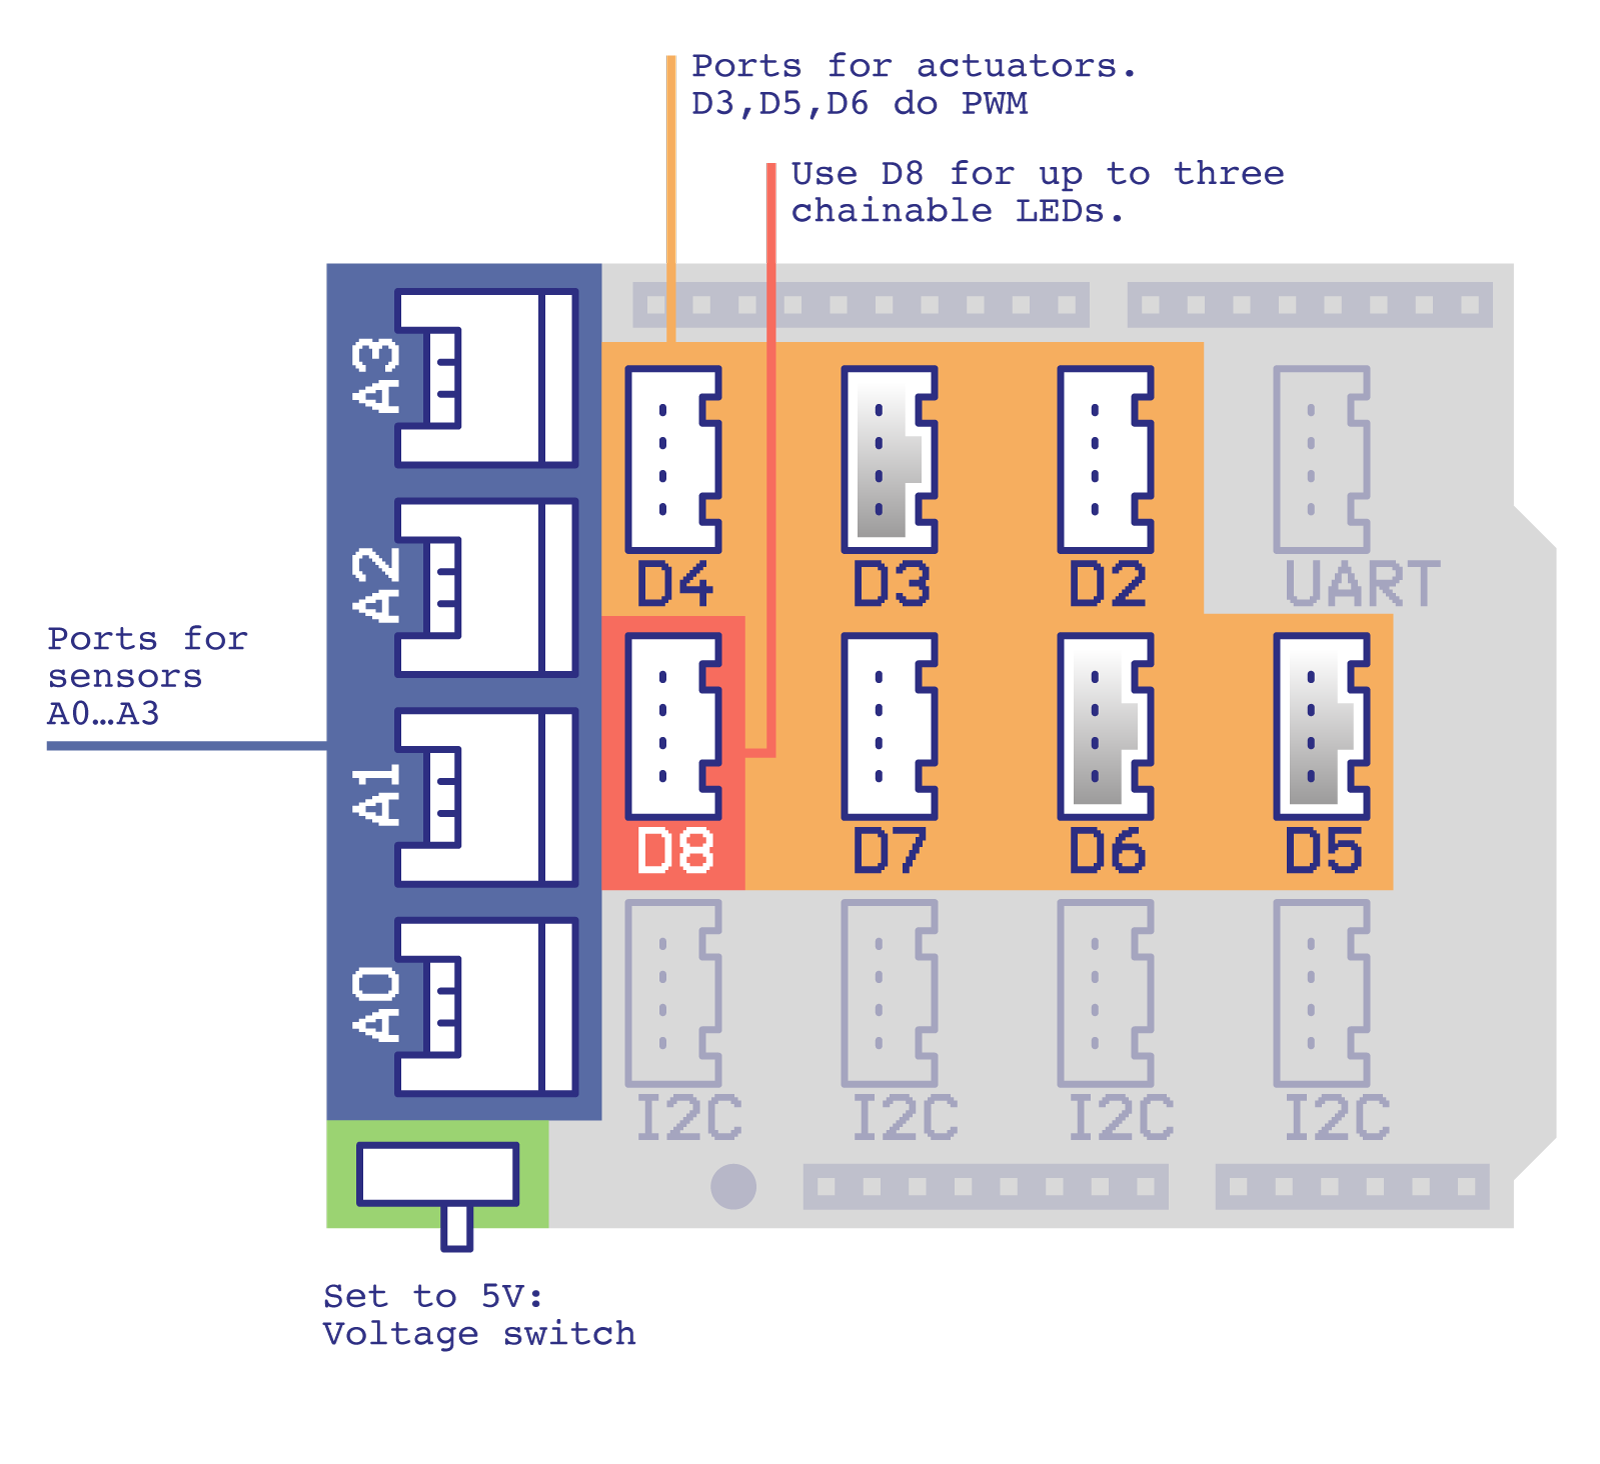 Ports for actuators.
D3,D5,D6 do PWM
Use D8 for up to three
chainable LEDs.
A3
D4
D3
D2
UART
A2
Ports for
sensors
A0…A3
A1
D8
D7
D6
D5
A0
I2C
I2C
I2C
I2C
Set to 5V:
Voltage switch